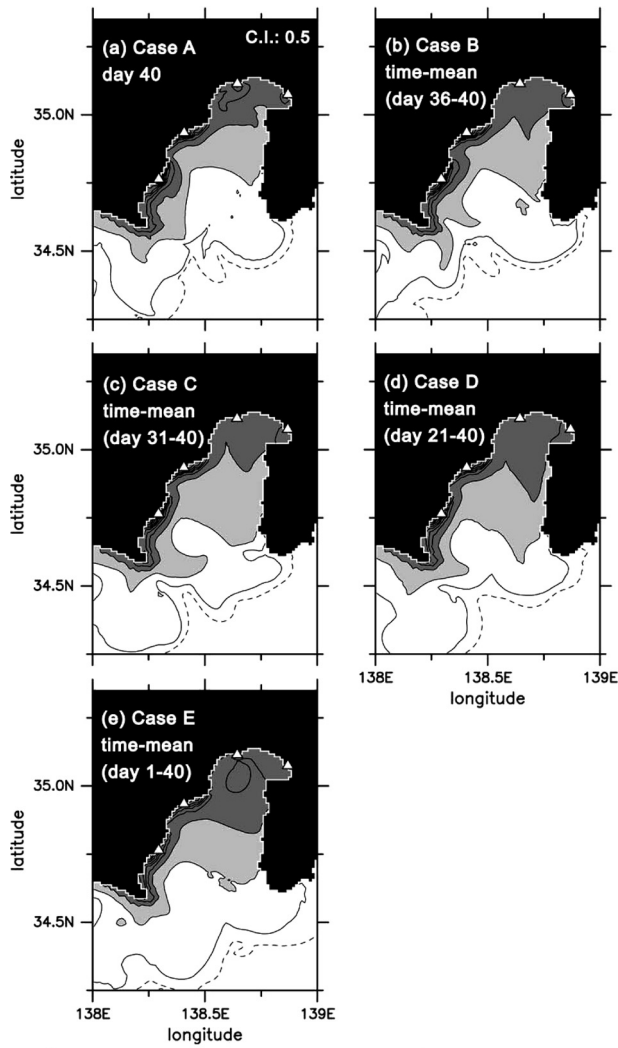 (a) Case A
day 40
C.I.: 0.5
(b) Case B
time-mean
(day 36-40)
35.0N
34.5N
latitude
(c) Case C
time-mean
(day 31-40)
(d) Case D
time-mean
(day 21-40)
35.0N
34.5N
latitude
138E
138.5E
139E
longitude
(e) Case E
time-mean
(day 1-40)
35.0N
34.5N
latitude
138E
138.5E
139E
longitude